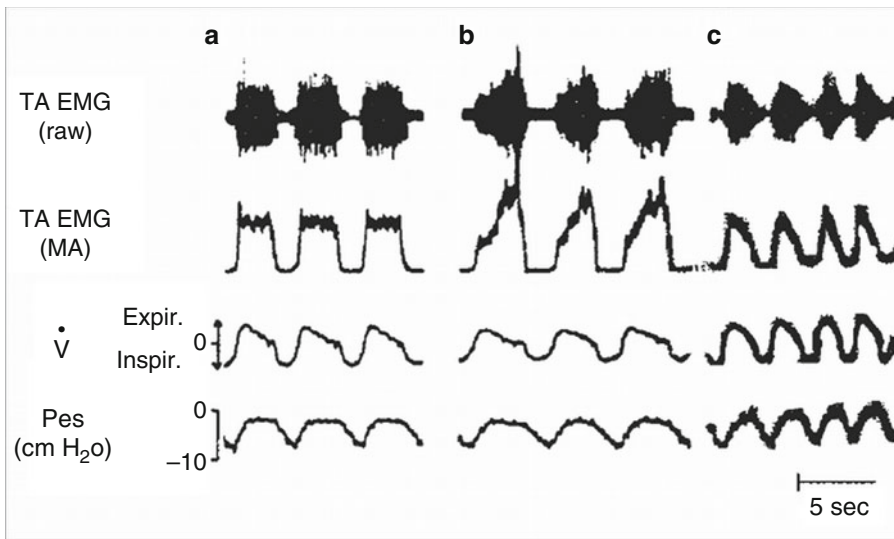 a b c
TA EMG
(raw)
TA EMG
(MA)
V̇
Expir.
0
Inspir.
Pes
(cm H₂o)
0
–10
5 sec